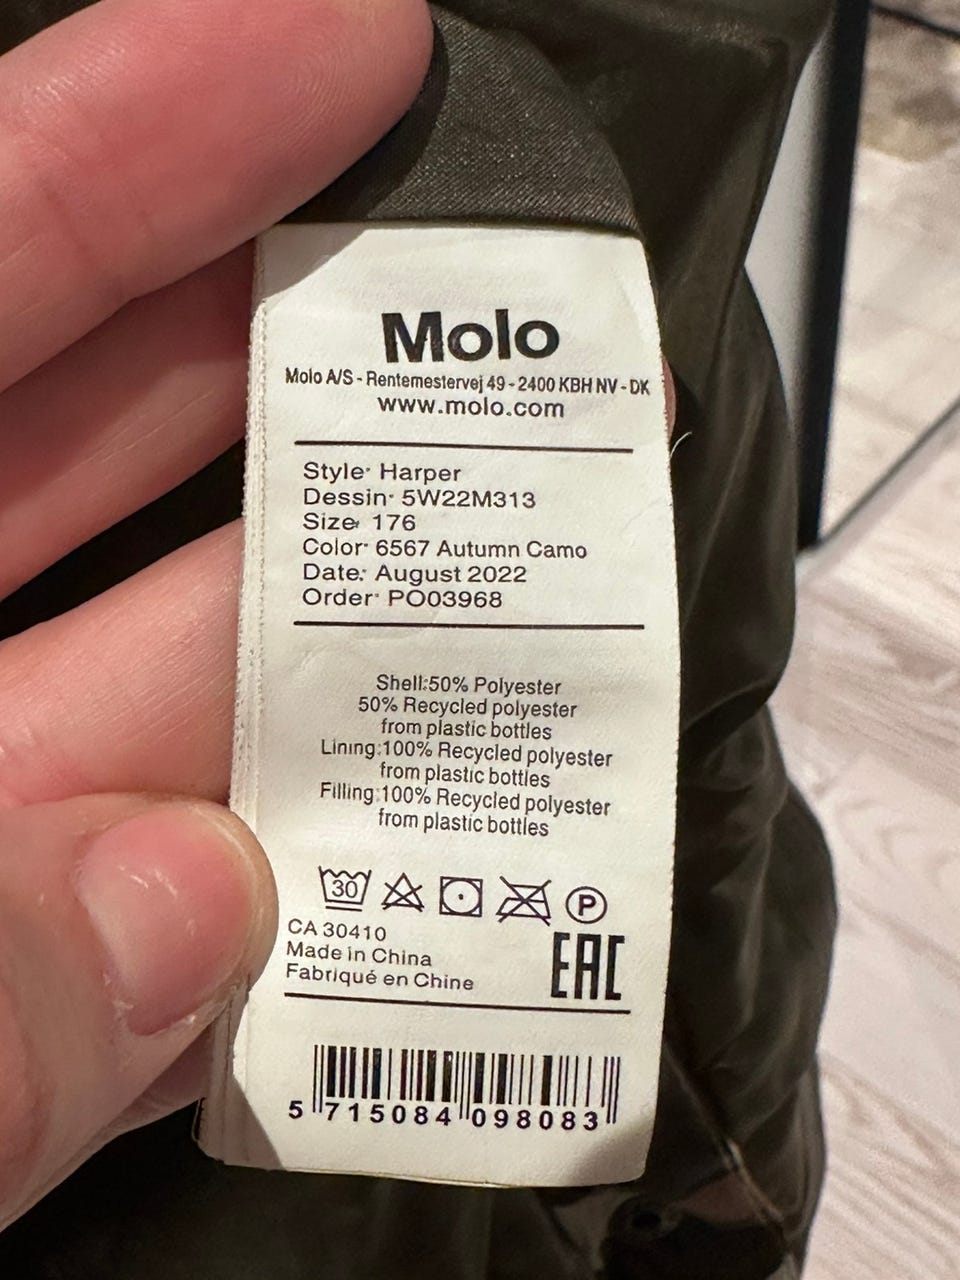 Molo
Molo A/S - Rentemestervej 49 - 2400 KBH NV - DK
www.molo.com
Style: Harper
Dessin: 5W22M313
Size: 176
Color: 6567 Autumn Camo
Date: August 2022
Order: PO03968
Shell:50% Polyester
50% Recycled polyester
from plastic bottles
Lining:100% Recycled polyester
from plastic bottles
Filling:100% Recycled polyester
from plastic bottles
30 P
CA 30410
Made in China
Fabriqué en Chine
EAC
5 715084 098083